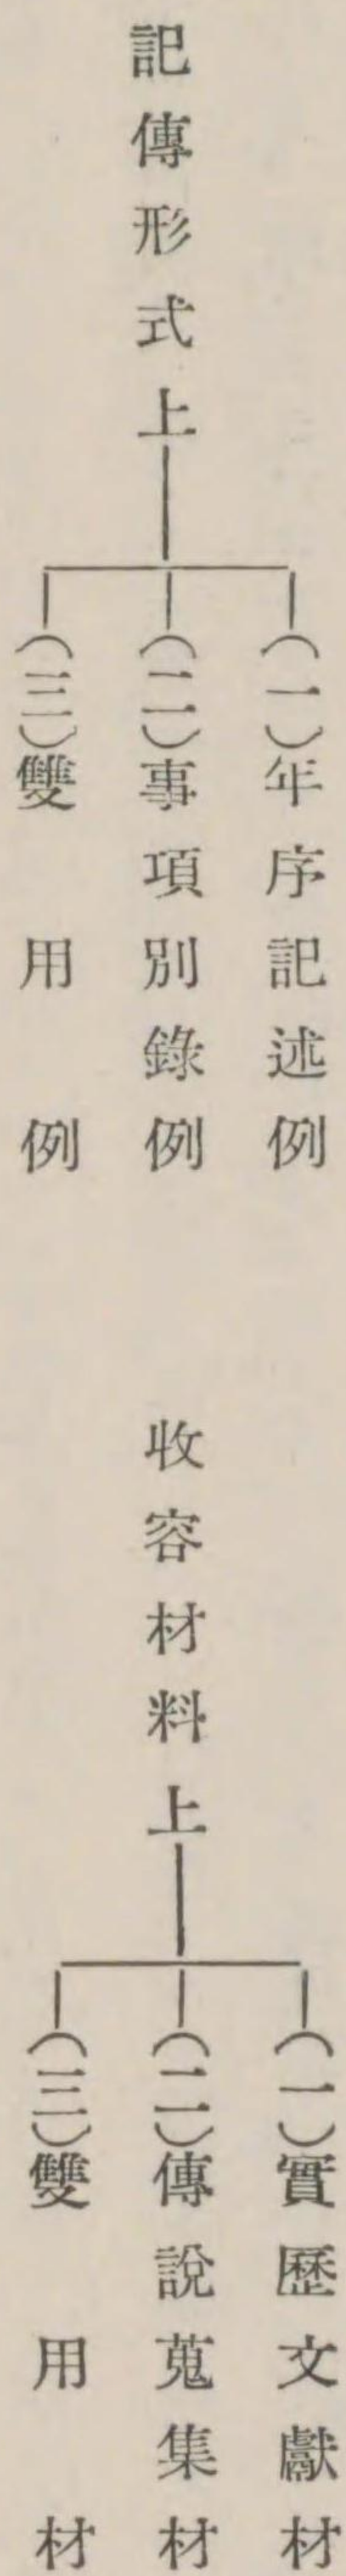 記傳形式上
(一)年序記述例
(二)事項別錄例
(三)雙用例
收容材料上
(一)實歷文獻材
(二)傳說蒐集材
(三)雙用材